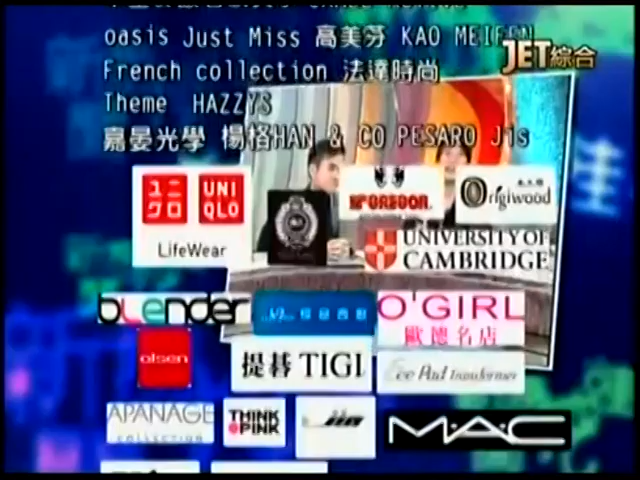 oasis Just Miss 高美芬 KAO MEIFEN
JET綜合
French collection 法達時尚
Theme HAZZYS
嘉晏光學 楊格HAN & CO PESARO J1s
ユニクロ UNIQLO
LifeWear
McGREGOR
Origiwood
UNIVERSITY OF
CAMBRIDGE
blender
O'GIRL
歐德名店
olsen
提碁 TIGI
Pad Transformer
APANAGE
COLLECTION
THINK
PINK
M·A·C